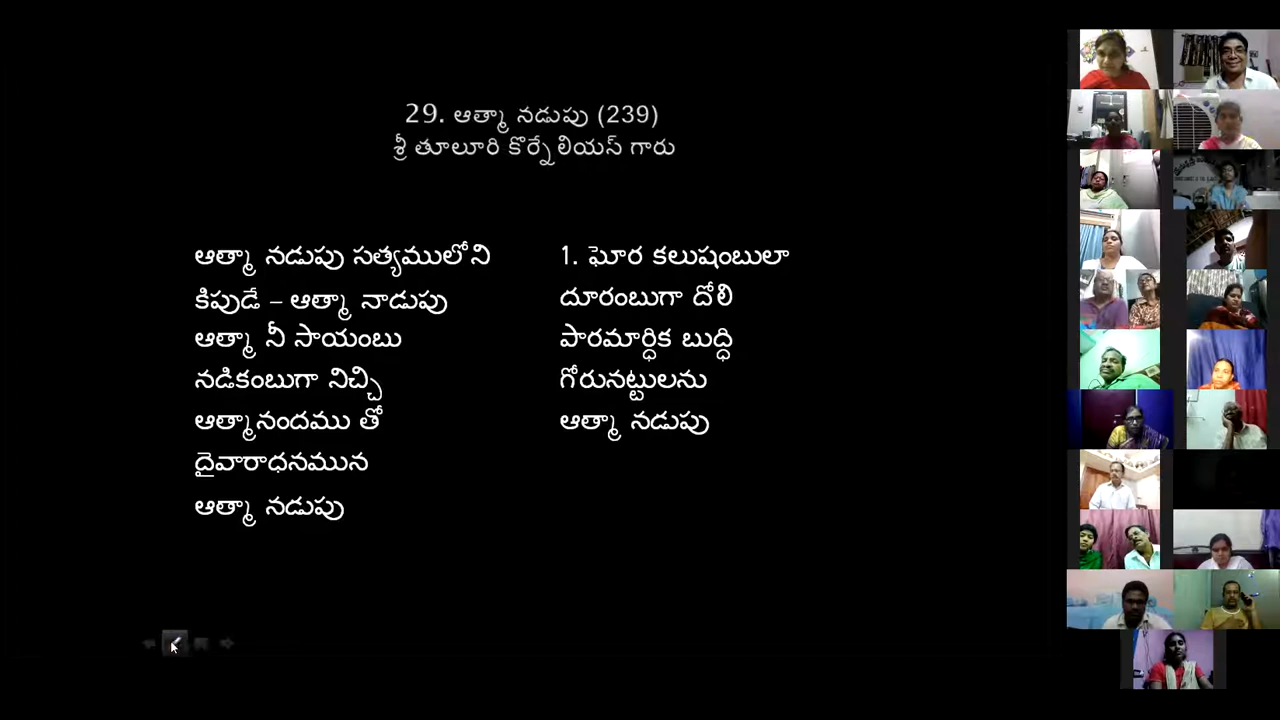 29. ఆత్మా నడుపు (239)
శ్రీ తూలూరి కొర్నేలియస్ గారు
ఆత్మా నడుపు సత్యములోని
కిపుడే – ఆత్మా నాడుపు
ఆత్మా నీ సాయంబు
నడికంబుగా నిచ్చి
ఆత్మానందము తో
దైవారాధనమున
ఆత్మా నడుపు
1. ఘోర కలుషంబులా
దూరంబుగా దోలి
పారమార్ధిక బుద్ధి
గోరునట్టులను
ఆత్మా నడుపు